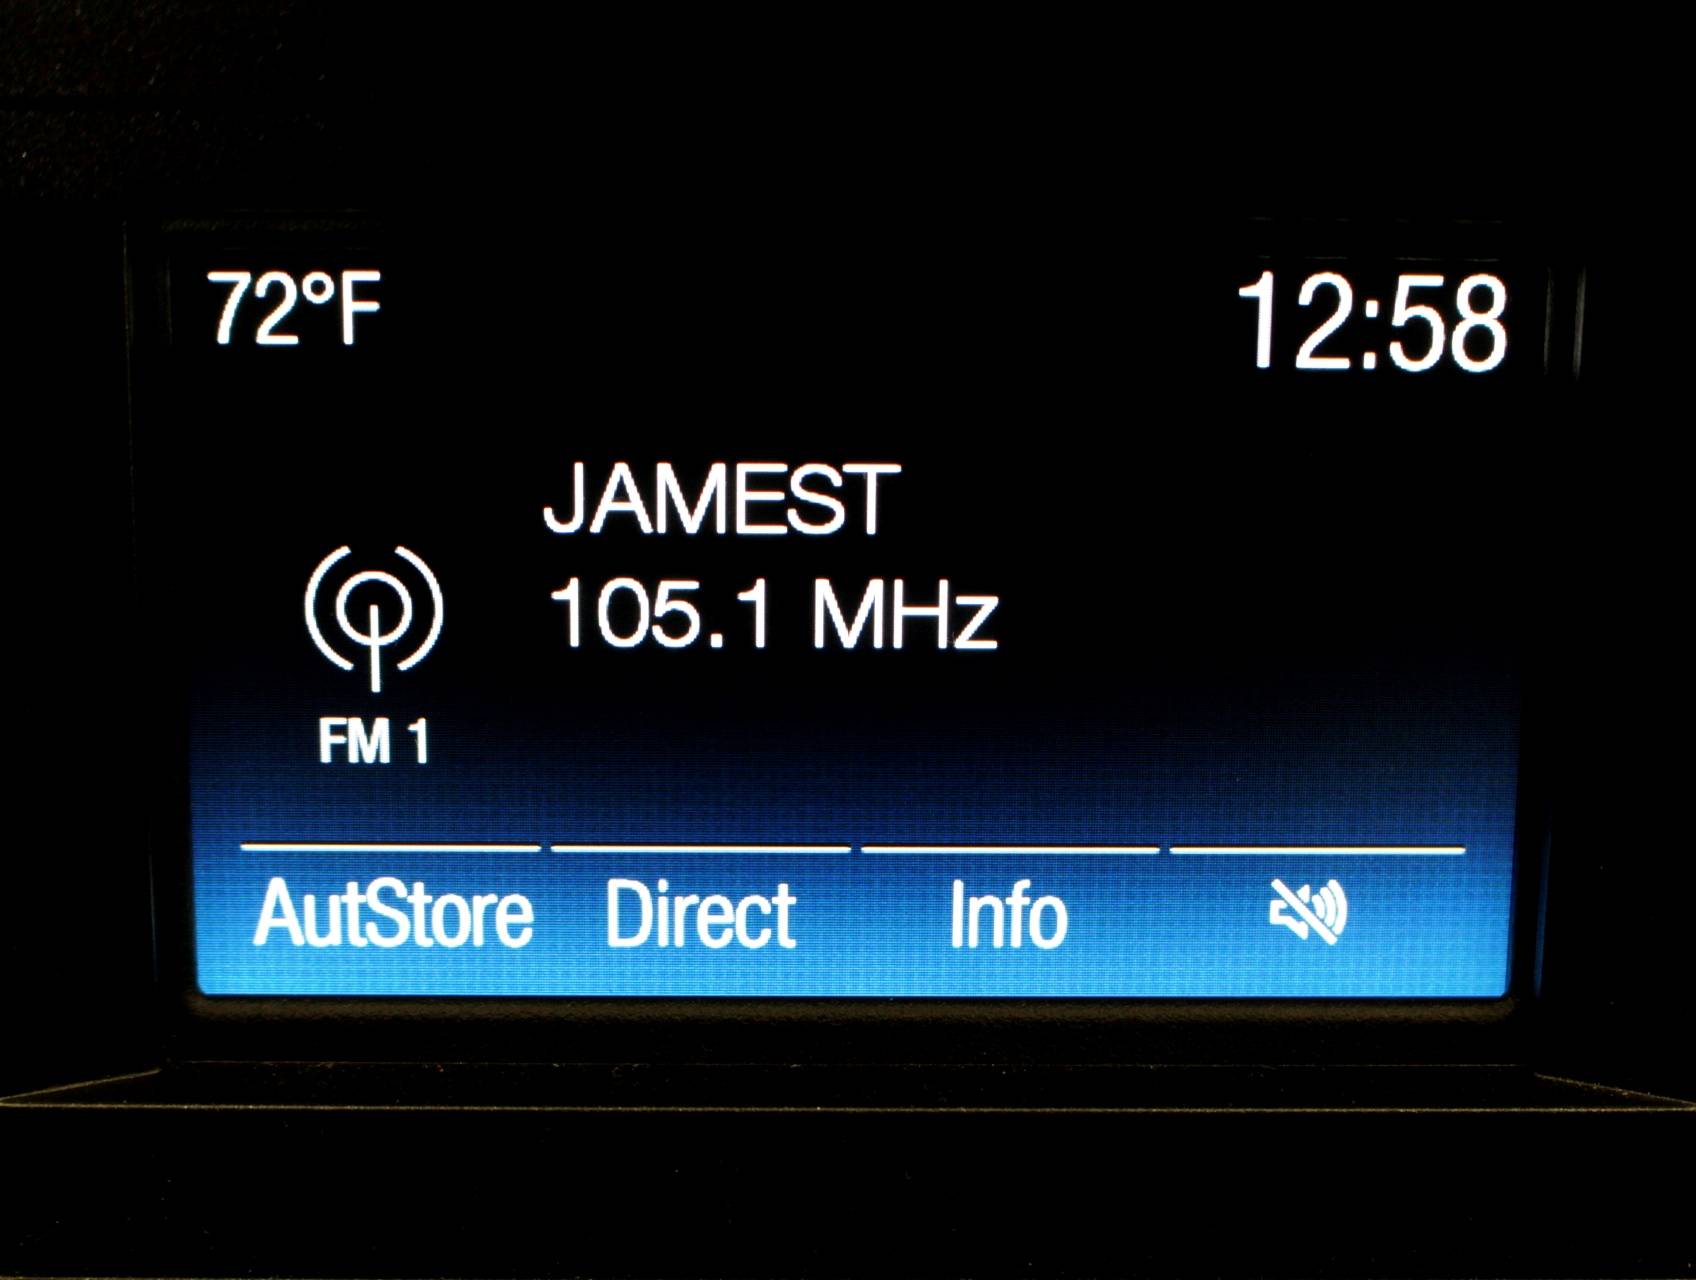 72°F
12:58
JAMEST
105.1 MHz
FM 1
AutStore
Direct
Info